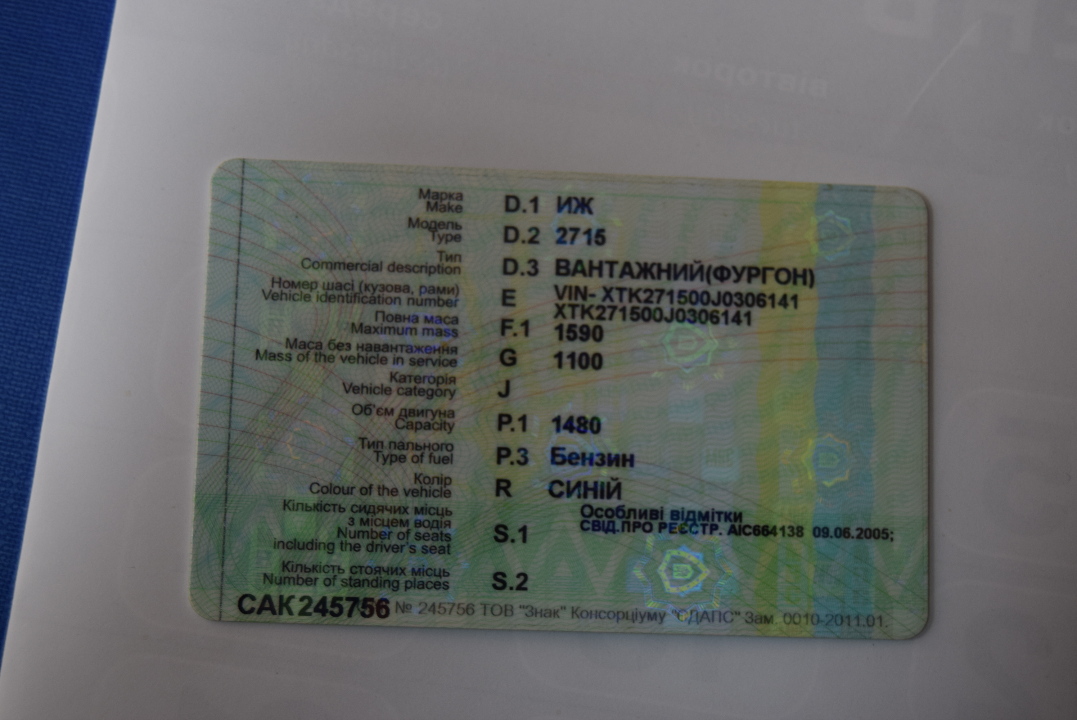 Марка
Make D.1 ИЖ
Модель
Type D.2 2715
Тип
Commercial description D.3 ВАНТАЖНИЙ(ФУРГОН)
Номер шасі (кузова, рами)
Vehicle identification number E VIN- XTK271500J0306141
XTK271500J0306141
Повна маса
Maximum mass F.1 1590
Маса без навантаження
Mass of the vehicle in service G 1100
Категорія
Vehicle category J
Об'єм двигуна
Capacity P.1 1480
Тип пального
Type of fuel P.3 Бензин
Колір
Colour of the vehicle R СИНІЙ
Кількість сидячих місць
з місцем водія
Number of seats
including the driver's seat S.1
Особливі відмітки
СВІД.ПРО РЕЄСТР. АІС664138 09.06.2005;
Кількість стоячих місць
Number of standing places S.2
САК245756 № 245756 ТОВ "Знак" Консорціуму "ЄДАПС" Зам. 0010-2011.01.